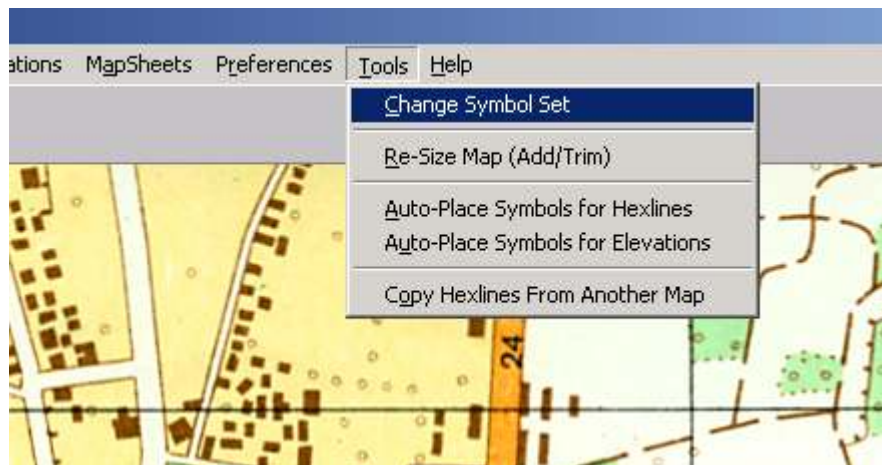 ations MapSheets Preferences Tools Help
Change Symbol Set
Re-Size Map (Add/Trim)
Auto-Place Symbols for Hexlines
Auto-Place Symbols for Elevations
Copy Hexlines From Another Map
24